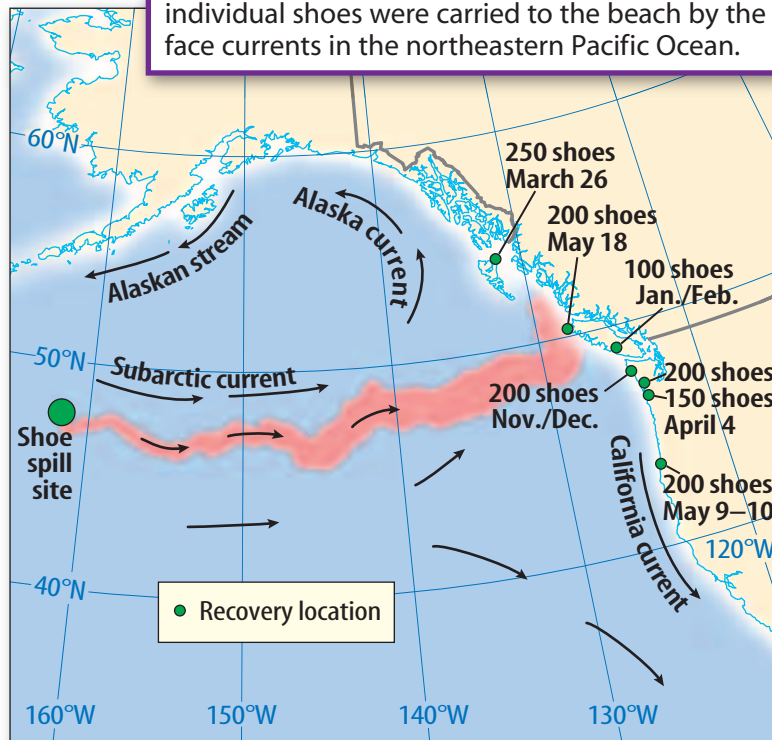 individual shoes were carried to the beach by the
face currents in the northeastern Pacific Ocean.
60°N
250 shoes
March 26
200 shoes
May 18
100 shoes
Jan./Feb.
Alaska current
Alaskan stream
50°N
Subarctic current
200 shoes
Nov./Dec.
200 shoes
150 shoes
April 4
Shoe
spill
site
200 shoes
May 9–10
California current
120°W
40°N
Recovery location
160°W
150°W
140°W
130°W